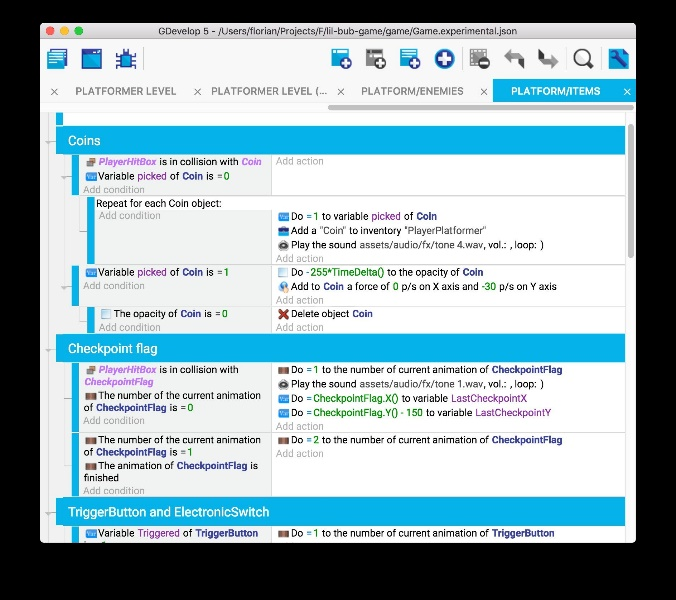 GDevelop 5 - /Users/florian/Projects/F/lil-bub-game/game/Game.experimental.json
PLATFORMER LEVEL
PLATFORMER LEVEL (...
PLATFORM/ENEMIES
PLATFORM/ITEMS
Coins
PlayerHitBox is in collision with Coin
Add action
Variable picked of Coin is =0
Add condition
Repeat for each Coin object:
Add condition
Do =1 to variable picked of Coin
Add a "Coin" to inventory "PlayerPlatformer"
Play the sound assets/audio/fx/tone 4.wav, vol.: , loop: )
Add action
Variable picked of Coin is =1
Add condition
Do -255*TimeDelta() to the opacity of Coin
Add to Coin a force of 0 p/s on X axis and -30 p/s on Y axis
Add action
The opacity of Coin is =0
Add condition
Delete object Coin
Add action
Checkpoint flag
PlayerHitBox is in collision with
CheckpointFlag
The number of the current animation
of CheckpointFlag is =0
Add condition
Do =1 to the number of current animation of CheckpointFlag
Play the sound assets/audio/fx/tone 1.wav, vol.: , loop: )
Do =CheckpointFlag.X() to variable LastCheckpointX
Do =CheckpointFlag.Y() - 150 to variable LastCheckpointY
Add action
The number of the current animation
of CheckpointFlag is =1
The animation of CheckpointFlag is
finished
Add condition
Do =2 to the number of current animation of CheckpointFlag
Add action
TriggerButton and ElectronicSwitch
Variable Triggered of TriggerButton
Do =1 to the number of current animation of TriggerButton